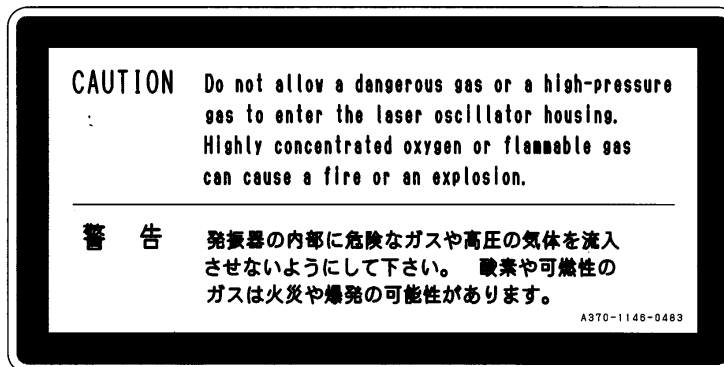 CAUTION Do not allow a dangerous gas or a high-pressure
gas to enter the laser oscillator housing.
Highly concentrated oxygen or flammable gas
can cause a fire or an explosion.
警 告 発振器の内部に危険なガスや高圧の気体を流入
させないようにして下さい。 酸素や可燃性の
ガスは火災や爆発の可能性があります。
A370-1146-0483